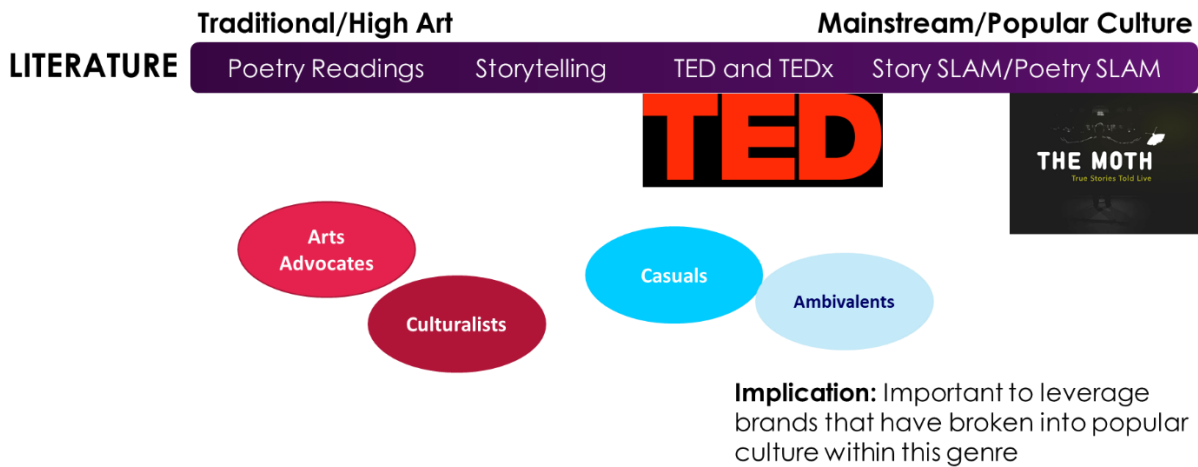 Traditional/High Art Mainstream/Popular Culture
LITERATURE Poetry Readings Storytelling TED and TEDx Story SLAM/Poetry SLAM
TED
THE MOTH
True Stories Told Live
Arts
Advocates
Culturalists
Casuals
Ambivalents
Implication: Important to leverage
brands that have broken into popular
culture within this genre